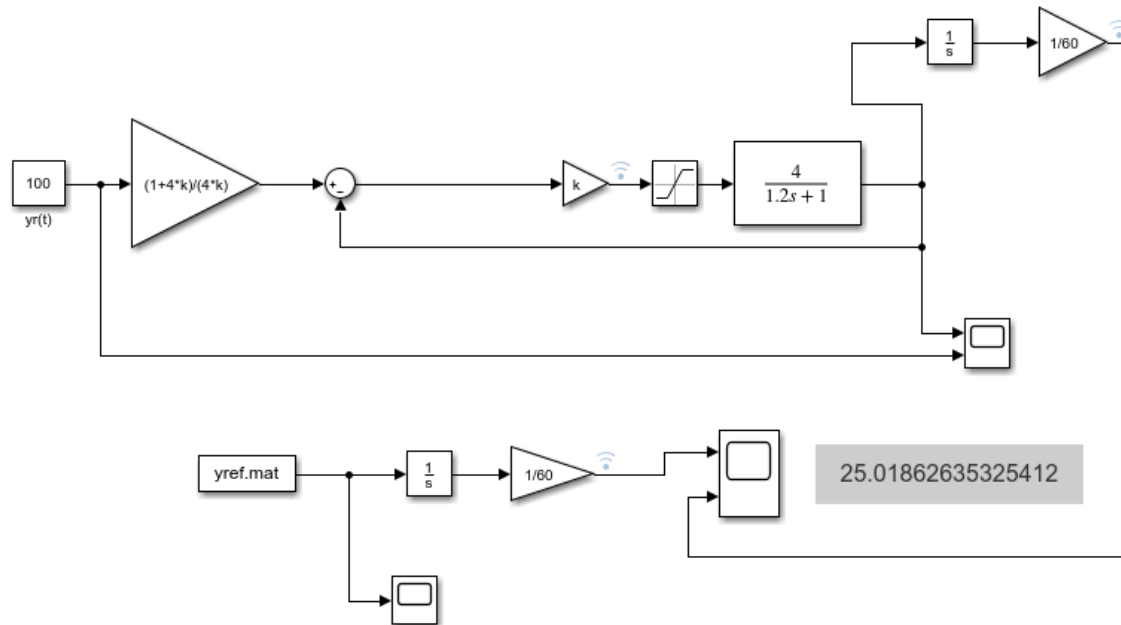 1
s
1/60
100
yr(t)
(1+4*k)/(4*k)
+
−
k
4
1.2s + 1
yref.mat
1
s
1/60
25.01862635325412